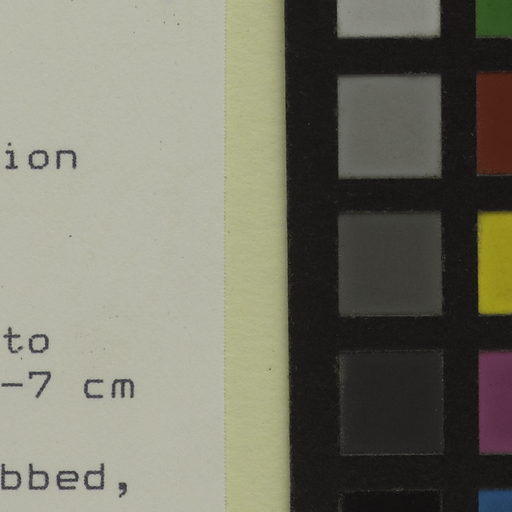 ion
to
-7 cm
bbed,